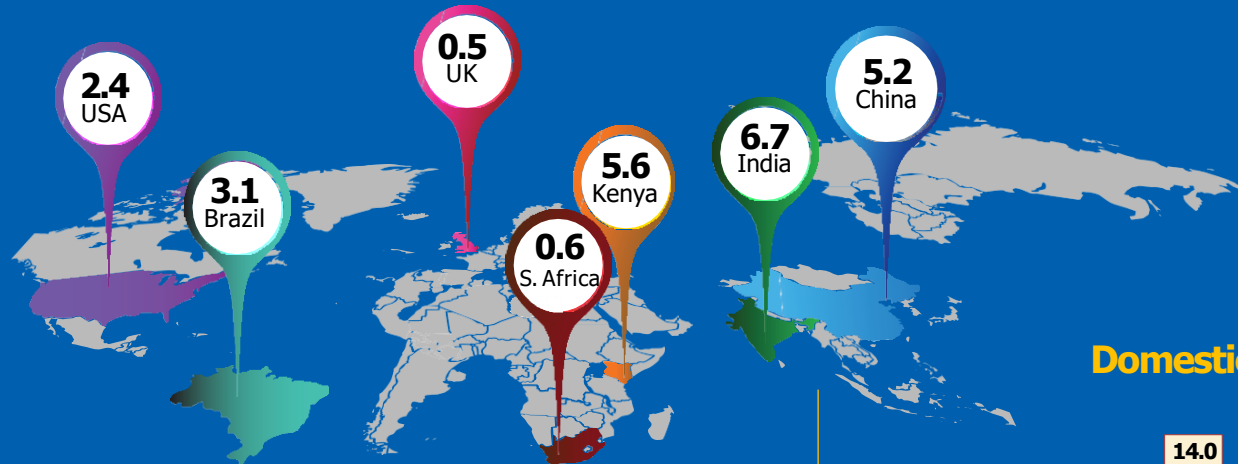 2.4
USA
3.1
Brazil
0.5
UK
5.6
Kenya
0.6
S. Africa
6.7
India
5.2
China
Domestic
14.0